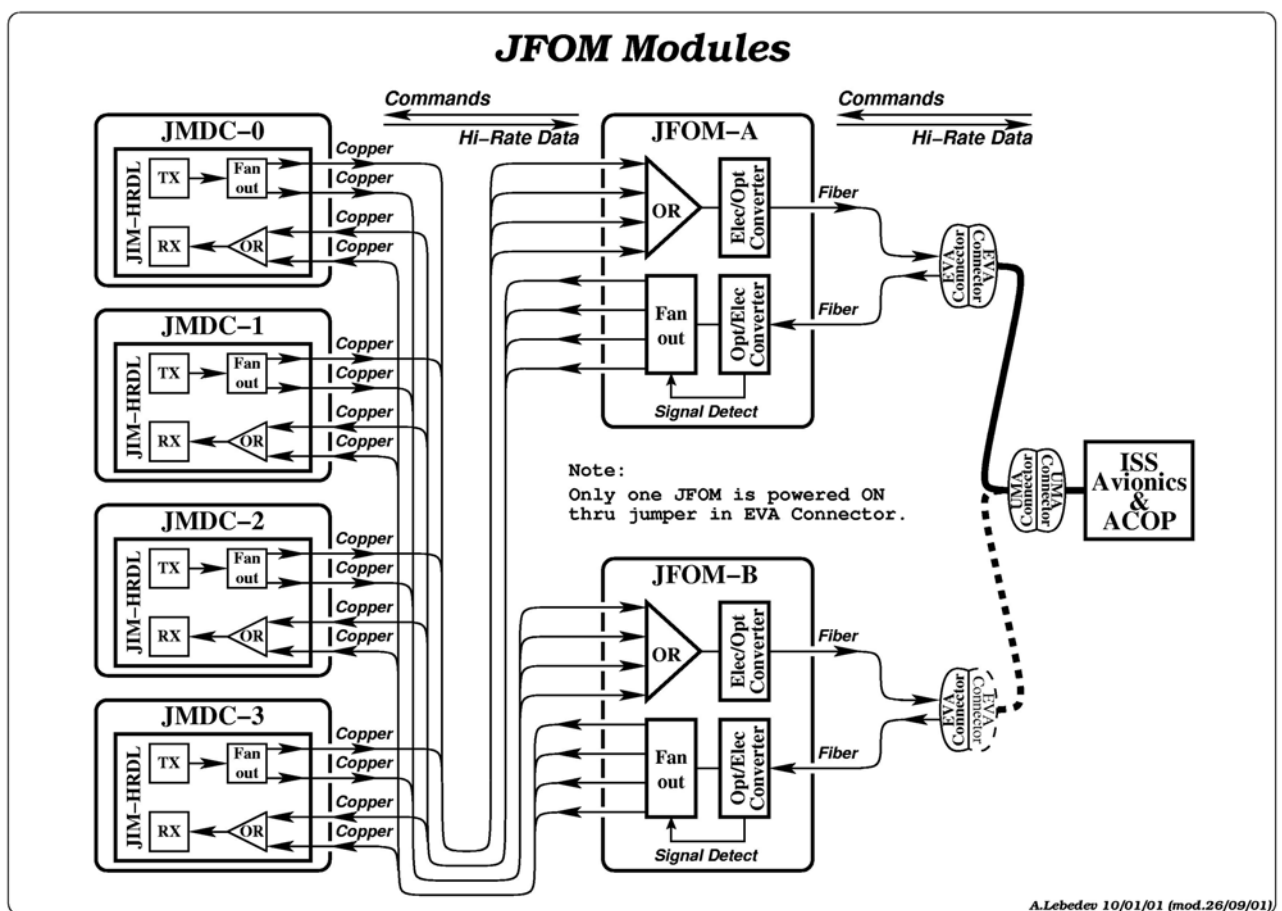 JFOM Modules
Commands
Hi-Rate Data
Commands
Hi-Rate Data
JMDC-0
JIM-HRDL
TX
Fan
out
RX
OR
Copper
Copper
Copper
Copper
JMDC-1
JIM-HRDL
TX
Fan
out
RX
OR
Copper
Copper
Copper
Copper
JMDC-2
JIM-HRDL
TX
Fan
out
RX
OR
Copper
Copper
Copper
Copper
JMDC-3
JIM-HRDL
TX
Fan
out
RX
OR
Copper
Copper
Copper
Copper
JFOM-A
OR
Elec/Opt
Converter
Fiber
Fan
out
Opt/Elec
Converter
Fiber
Signal Detect
EVA
Connector
EVA
Connector
Note:
Only one JFOM is powered ON
thru jumper in EVA Connector.
UMA
Connector
UMA
Connector
ISS
Avionics
&
ACOP
JFOM-B
OR
Elec/Opt
Converter
Fiber
Fan
out
Opt/Elec
Converter
Fiber
Signal Detect
EVA
Connector
EVA
Connector
A.Lebedev 10/01/01 (mod.26/09/01)